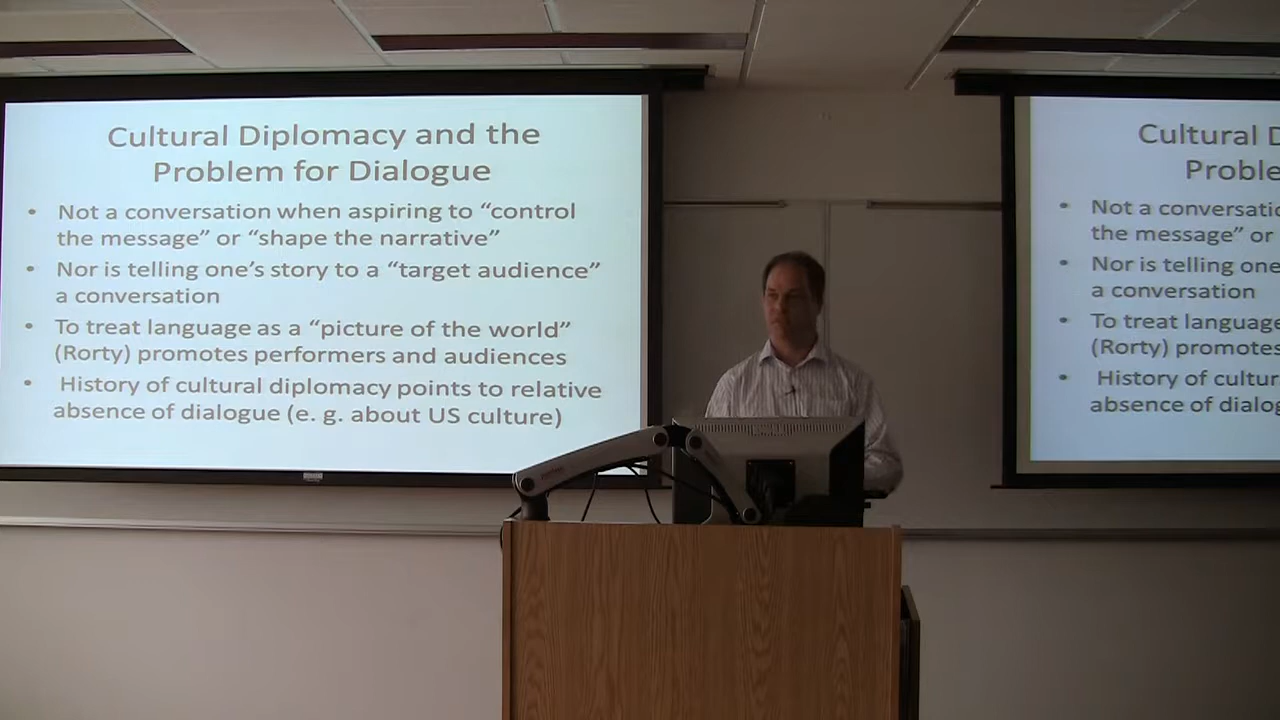 Cultural Diplomacy and the
Problem for Dialogue
• Not a conversation when aspiring to “control
the message” or “shape the narrative”
• Nor is telling one’s story to a “target audience”
a conversation
• To treat language as a “picture of the world”
(Rorty) promotes performers and audiences
• History of cultural diplomacy points to relative
absence of dialogue (e. g. about US culture)
Cultural D
Proble
• Not a conversatic
the message” or
• Nor is telling one
a conversation
• To treat language
(Rorty) promotes
• History of cultur
absence of dialog